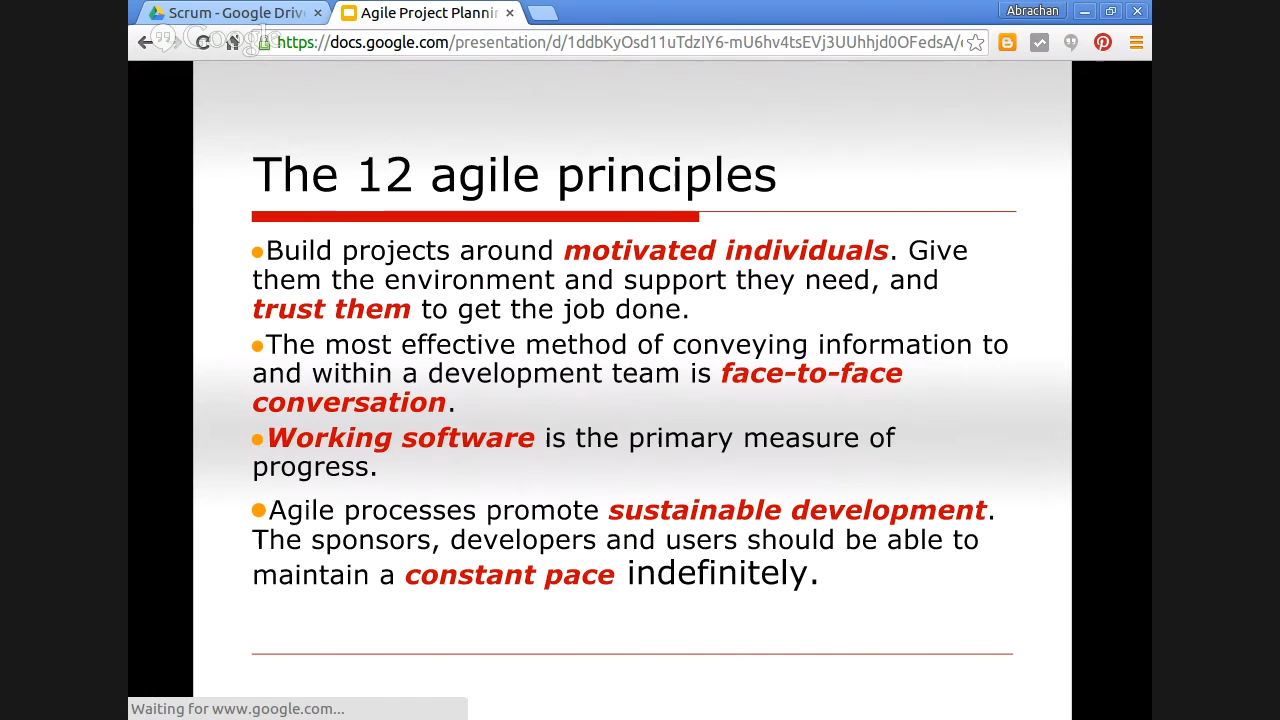 Scrum - Google Drive
Agile Project Plannin
Abrachan
Google
https://docs.google.com/presentation/d/1ddbKyOsd11uTdzlY6-mU6hv4tsEVj3UUhhjd0OFedsA/
The 12 agile principles
●Build projects around motivated individuals. Give
them the environment and support they need, and
trust them to get the job done.
●The most effective method of conveying information to
and within a development team is face-to-face
conversation.
●Working software is the primary measure of
progress.
●Agile processes promote sustainable development.
The sponsors, developers and users should be able to
maintain a constant pace indefinitely.
Waiting for www.google.com...